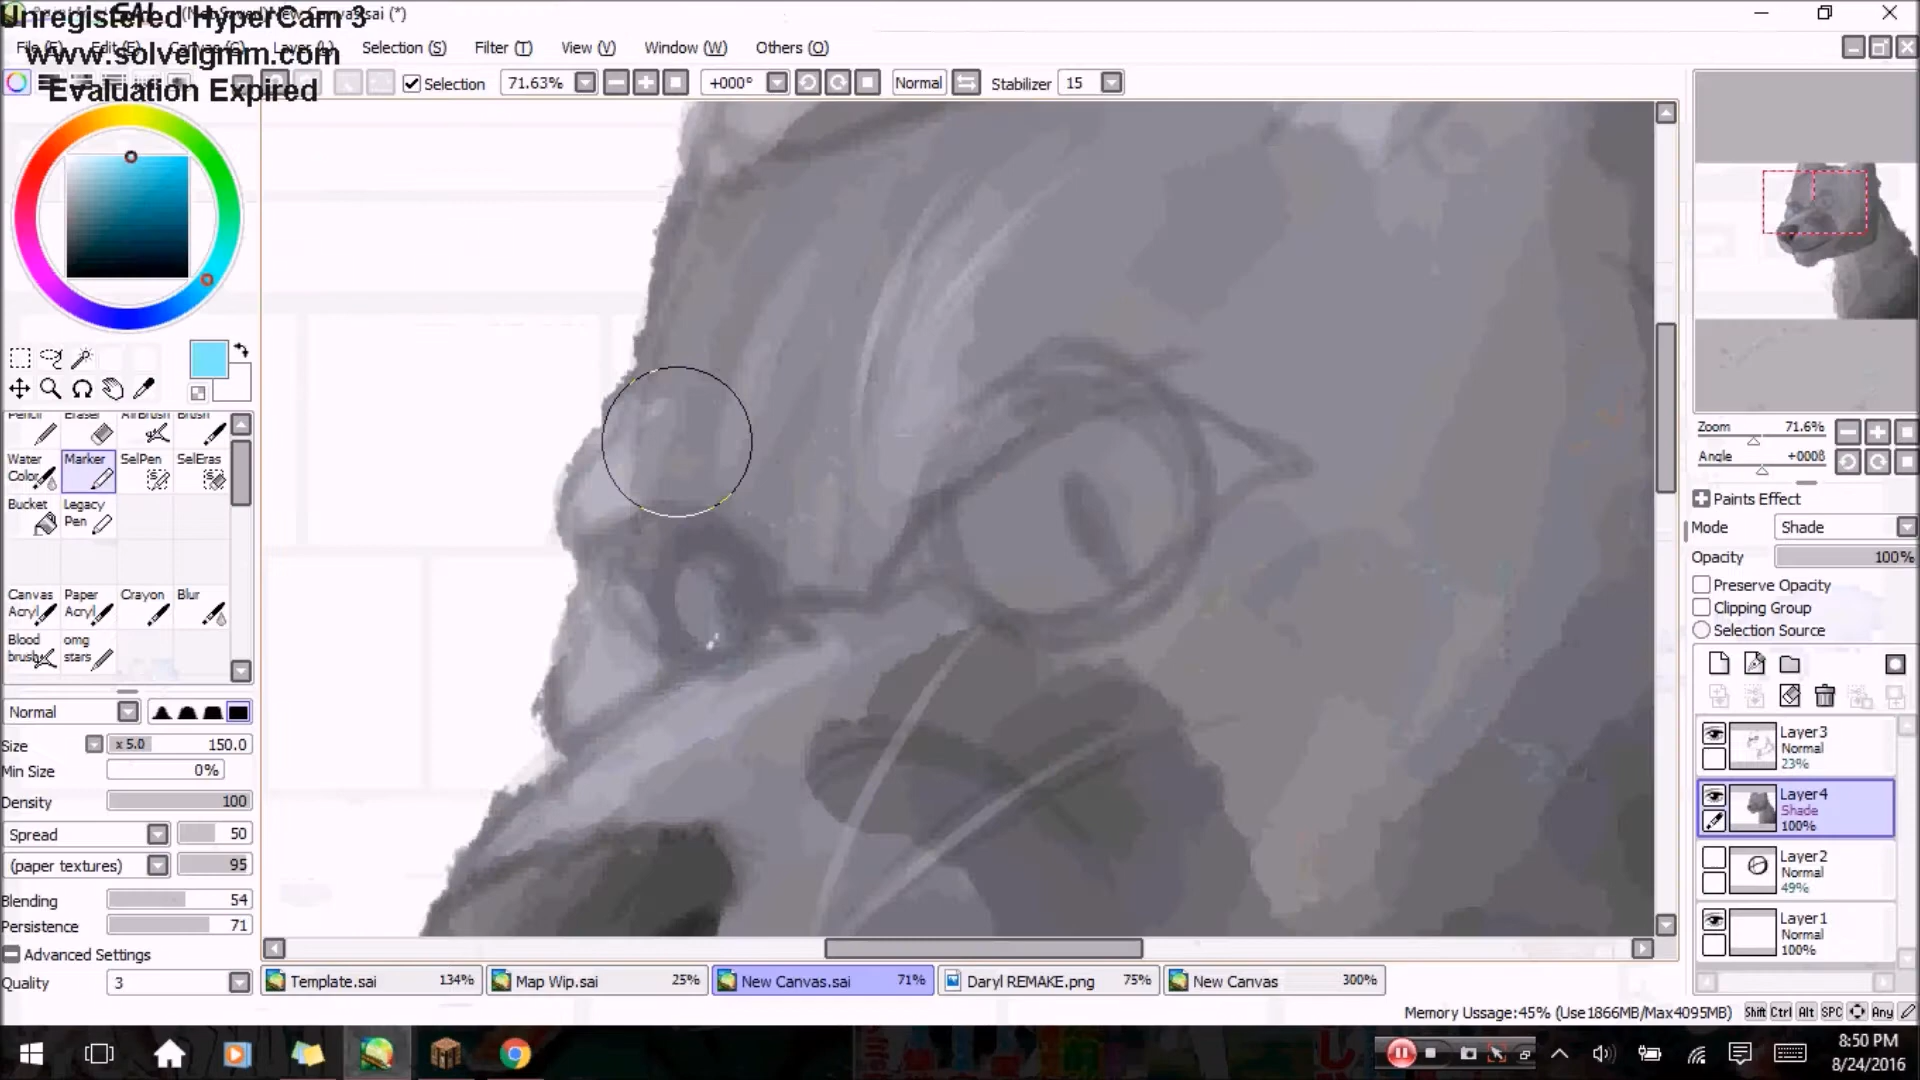 Unregistered HyperCam 3
www.solveigmm.com
Evaluation Expired
New Canvas.sai (*)
File (F) Edit (E) Canvas (C) Layer (L) Selection (S) Filter (T) View (V) Window (W) Others (O)
Selection 71.63% +000° Normal Stabilizer 15
Pencil Eraser AirBrush Brush
Water Color Marker SelPen SelEras
Bucket Legacy Pen
Canvas Acryl Paper Acryl Crayon Blur
Blood brush omg stars
Normal
Size x 5.0 150.0
Min Size 0%
Density 100
Spread 50
(paper textures) 95
Blending 54
Persistence 71
Advanced Settings
Quality 3
Zoom 71.6%
Angle +000ß
Paints Effect
Mode Shade
Opacity 100%
Preserve Opacity
Clipping Group
Selection Source
Layer3
Normal
23%
Layer4
Shade
100%
Layer2
Normal
49%
Layer1
Normal
100%
Template.sai 134% Map Wip.sai 25% New Canvas.sai 71% Daryl REMAKE.png 75% New Canvas 300%
Memory Ussage:45% (Use1866MB/Max4095MB) Shift Ctrl Alt SPC Any
8:50 PM
8/24/2016